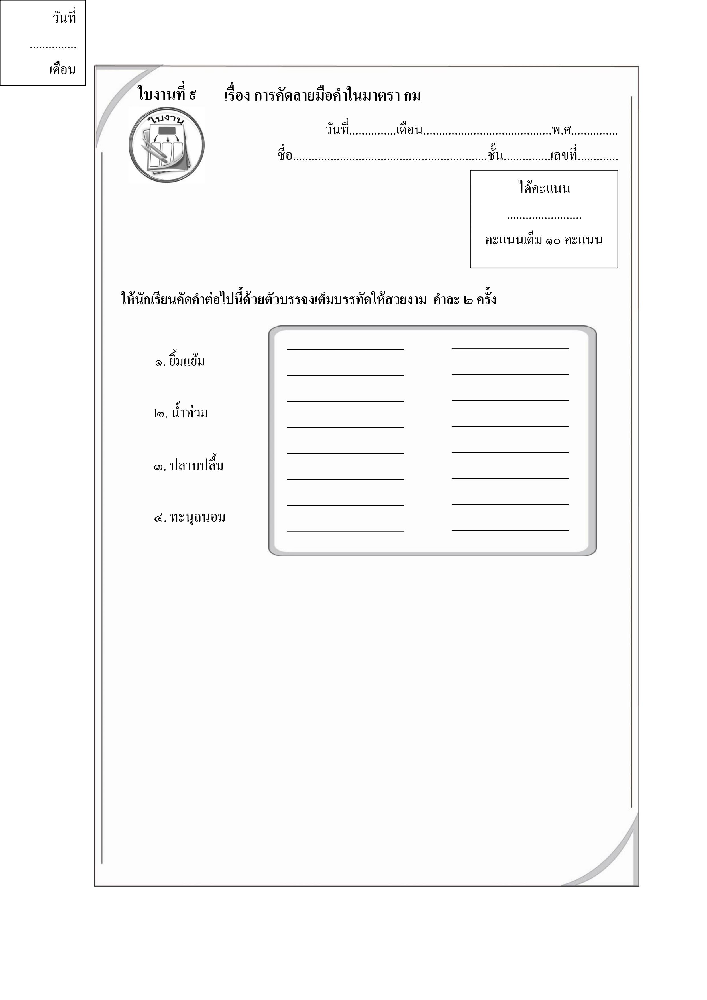 วันที่
...............
เดือน
ใบงานที่ ๙ เรื่อง การคัดลายมือคำในมาตรา กม
ใบงาน
วันที่...............เดือน.........................................พ.ศ...............
ชื่อ..............................................................ชั้น...............เลขที่.............
ได้คะแนน
........................
คะแนนเต็ม ๑๐ คะแนน
ให้นักเรียนคัดคำต่อไปนี้ด้วยตัวบรรจงเต็มบรรทัดให้สวยงาม คำละ ๒ ครั้ง
๑. ยิ้มแย้ม
๒. น้ำท่วม
๓. ปลาบปลื้ม
๔. ทะนุถนอม